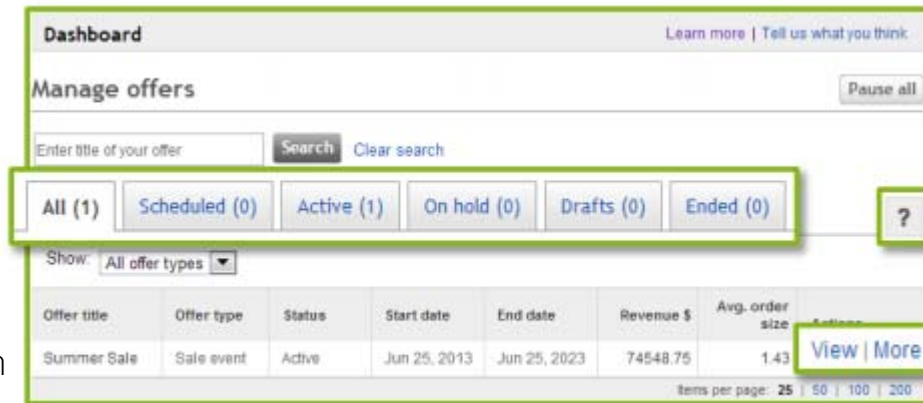 Dashboard Learn more | Tell us what you think
Manage offers Pause all
Enter title of your offer Search Clear search
All (1) Scheduled (0) Active (1) On hold (0) Drafts (0) Ended (0)
?
Show: All offer types
Offer title Offer type Status Start date End date Revenue $ Avg. order size Actions
Summer Sale Sale event Active Jun 25, 2013 Jun 25, 2023 74548.75 1.43 View | More
Items per page: 25 | 50 | 100 | 200